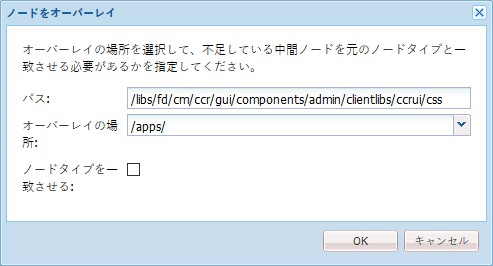 ノードをオーバーレイ
オーバーレイの場所を選択して、不足している中間ノードを元のノードタイプと一
致させる必要があるかを指定してください。
パス: /libs/fd/cm/ccr/gui/components/admin/clientlibs/ccrui/css
オーバーレイの場 /apps/
所:
ノードタイプを一
致させる:
OK キャンセル